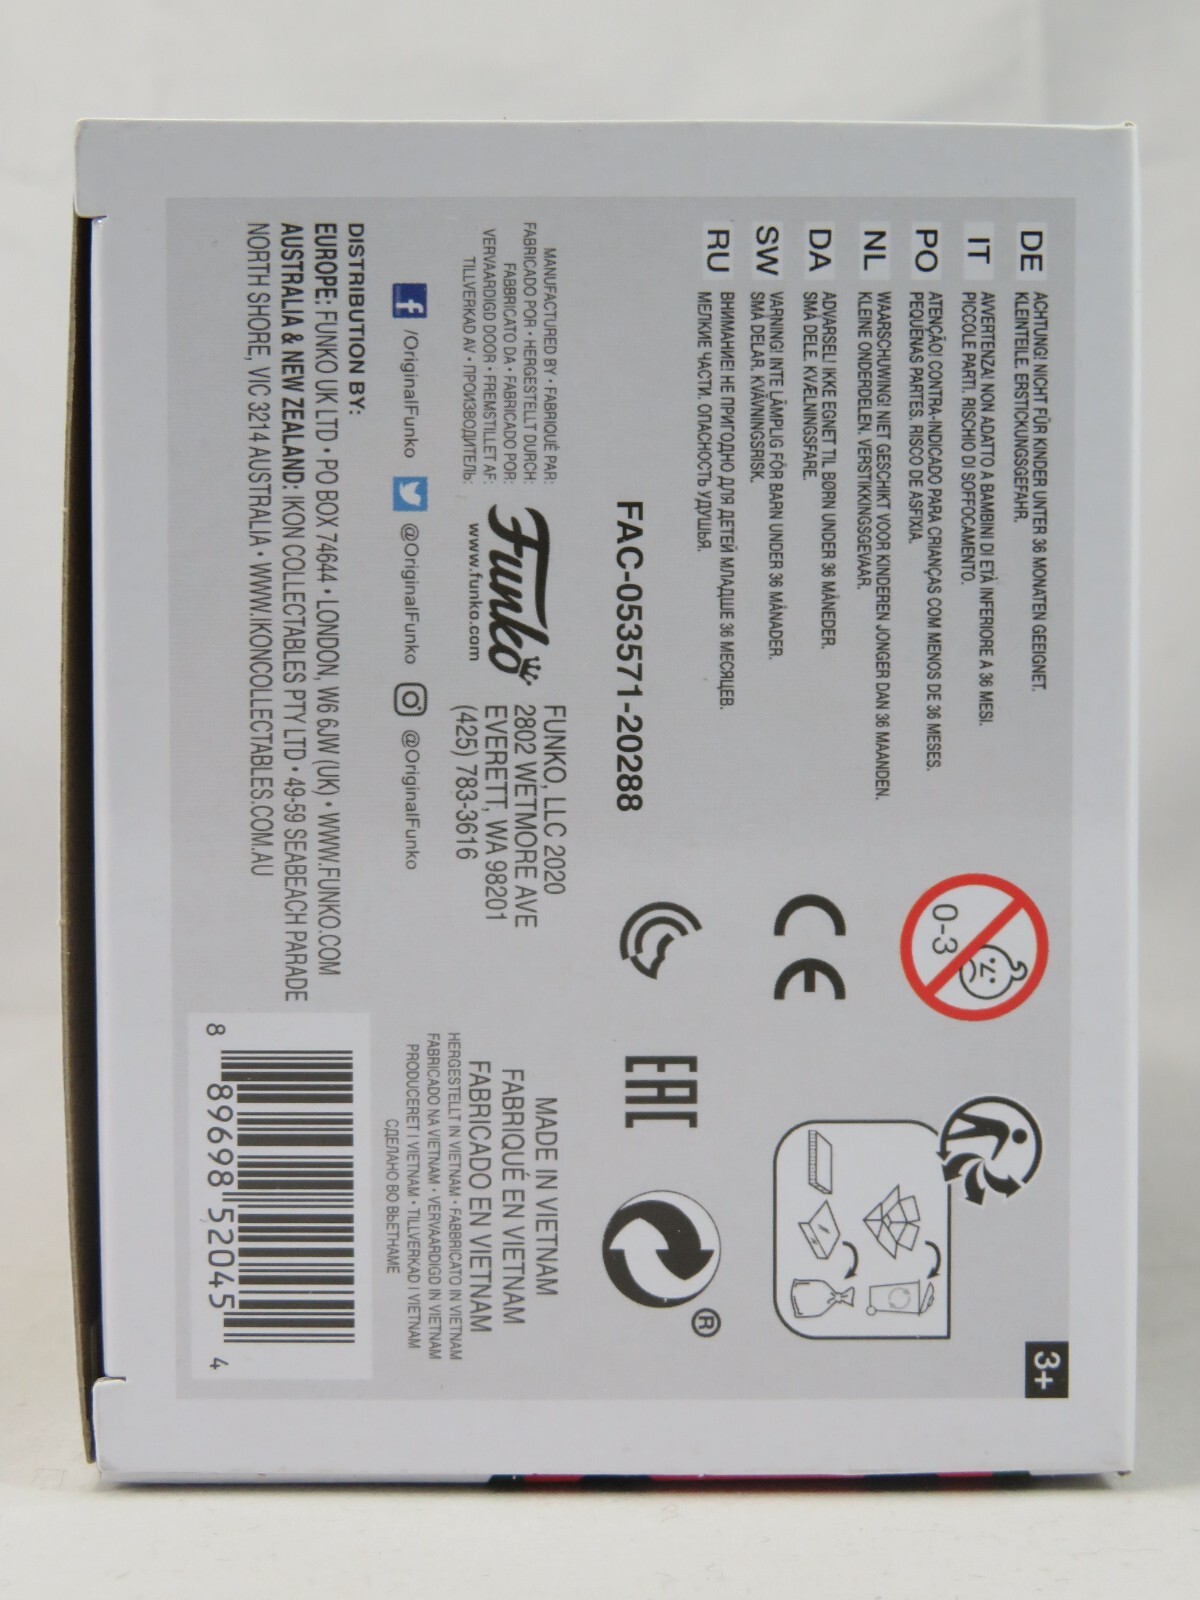 DE ACHTUNG! NICHT FÜR KINDER UNTER 36 MONATEN GEEIGNET.
KLEINTEILE. ERSTICKUNGSGEFAHR.
IT AVVERTENZA! NON ADATTO A BAMBINI DI ETÀ INFERIORE A 36 MESI.
PICCOLE PARTI. RISCHIO DI SOFFOCAMENTO.
PO ATENÇÃO! CONTRA-INDICADO PARA CRIANÇAS COM MENOS DE 36 MESES.
PEQUENAS PARTES. RISCO DE ASFIXIA.
NL WAARSCHUWING! NIET GESCHIKT VOOR KINDEREN JONGER DAN 36 MAANDEN.
KLEINE ONDERDELEN. VERSTIKKINGSGEVAAR.
DA ADVARSEL! IKKE EGNET TIL BØRN UNDER 36 MÅNEDER.
SMÅ DELE. KVÆLNINGSFARE.
SW VARNING! INTE LÄMPLIG FÖR BARN UNDER 36 MÅNADER.
SMÅ DELAR. KVÄVNINGSRISK.
RU ВНИМАНИЕ! НЕ ПРИГОДНО ДЛЯ ДЕТЕЙ МЛАДШЕ 36 МЕСЯЦЕВ.
МЕЛКИЕ ЧАСТИ. ОПАСНОСТЬ УДУШЬЯ.
3+
0-3
CE
EAC
®
FAC-053571-20288
MANUFACTURED BY • FABRIQUÉ PAR:
FABRICADO POR • HERGESTELLT DURCH:
FABBRICATO DA • FABRICADO POR:
VERVAARDIGD DOOR • FREMSTILLET AF:
TILLVERKAD AV • ПРОИЗВОДИТЕЛЬ:
Funko
www.funko.com
FUNKO, LLC 2020
2802 WETMORE AVE
EVERETT, WA 98201
(425) 783-3616
MADE IN VIETNAM
FABRIQUÉ EN VIETNAM
FABRICADO EN VIETNAM
HERGESTELLT IN VIETNAM • FABBRICATO IN VIETNAM
FABRICADO NA VIETNAM • VERVAARDIGD IN VIETNAM
PRODUCERET I VIETNAM • TILLVERKAD I VIETNAM
СДЕЛАНО ВО ВЬЕТНАМЕ
f /OriginalFunko @OriginalFunko @OriginalFunko
DISTRIBUTION BY:
EUROPE: FUNKO UK LTD • PO BOX 74644 • LONDON, W6 6JW (UK) • WWW.FUNKO.COM
AUSTRALIA & NEW ZEALAND: IKON COLLECTABLES PTY LTD • 49-59 SEABEACH PARADE
NORTH SHORE, VIC 3214 AUSTRALIA • WWW.IKONCOLLECTABLES.COM.AU
8 89698 52045 4